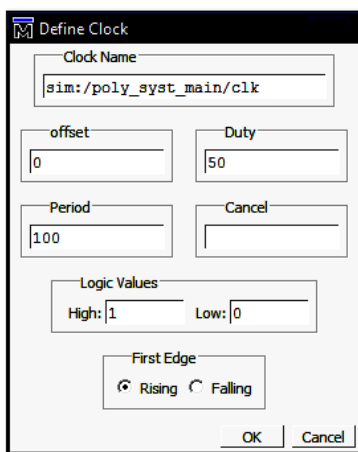 Define Clock
Clock Name
sim:/poly_syst_main/clk
offset
Duty
0
50
Period
Cancel
100
Logic Values
High: 1 Low: 0
First Edge
Rising Falling
OK Cancel